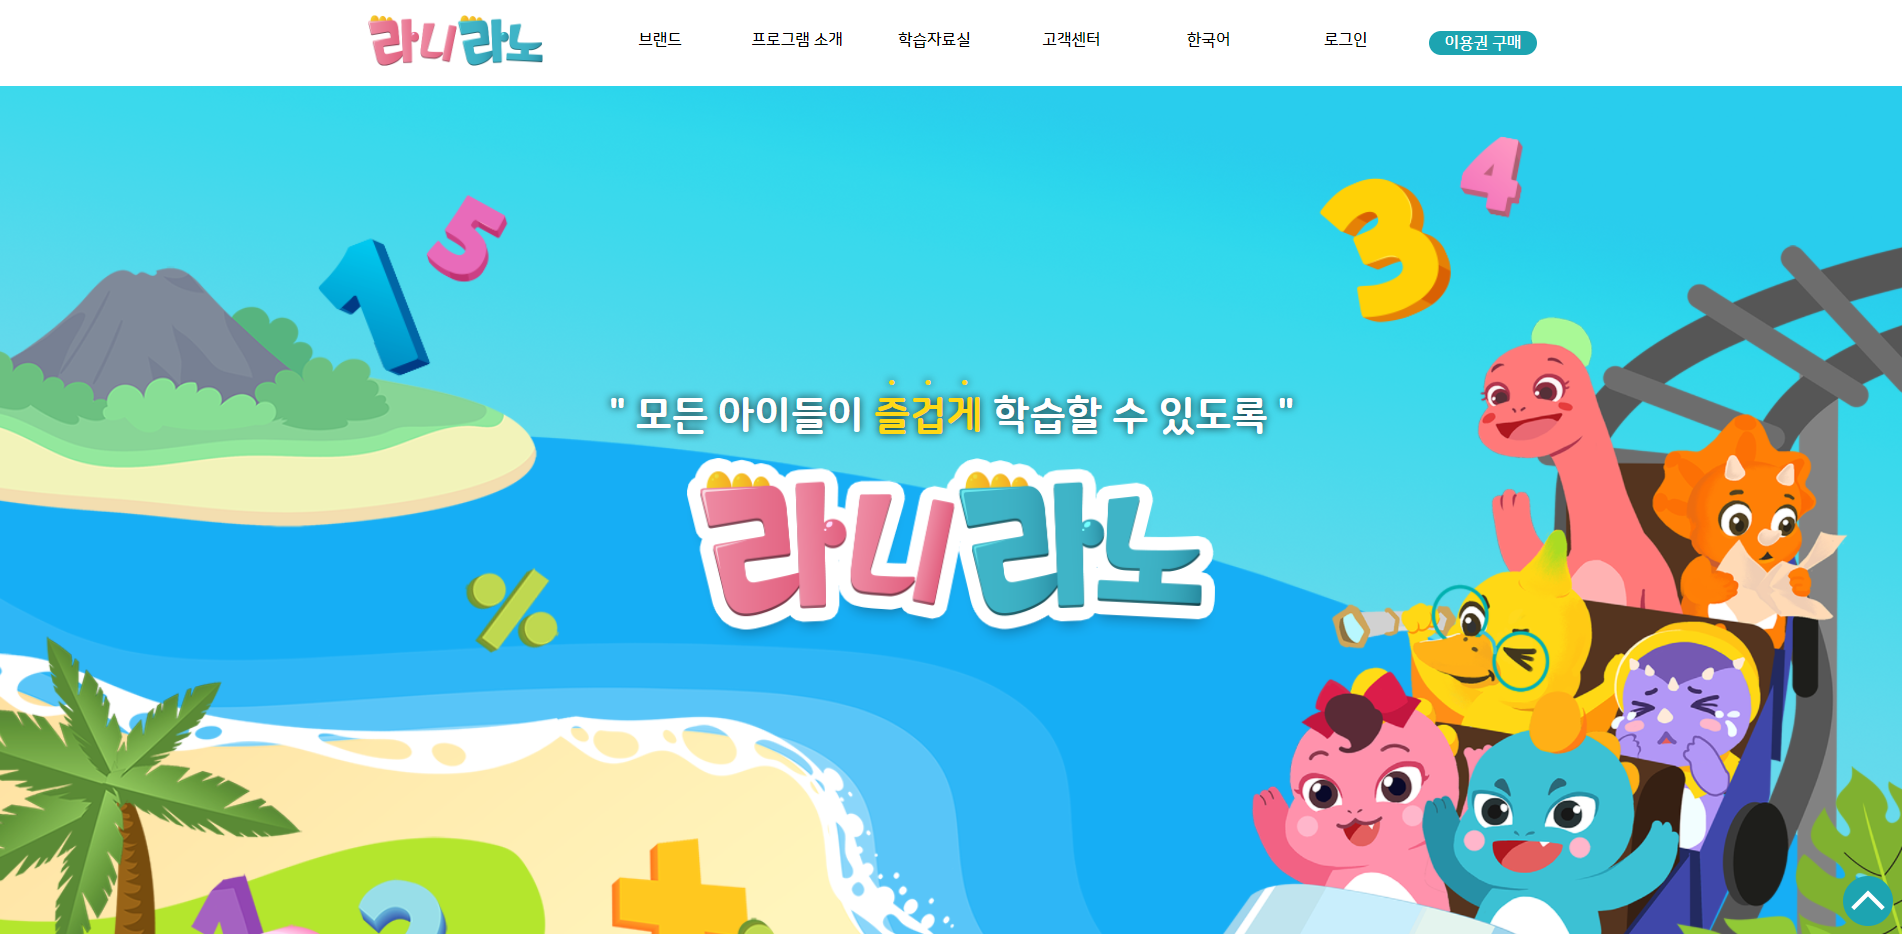 라니라노
브랜드
프로그램 소개
학습자료실
고객센터
한국어
로그인
이용권 구매
5
1
3
4
" 모든 아이들이 즐겁게 학습할 수 있도록 "
라니라노
%
2
+